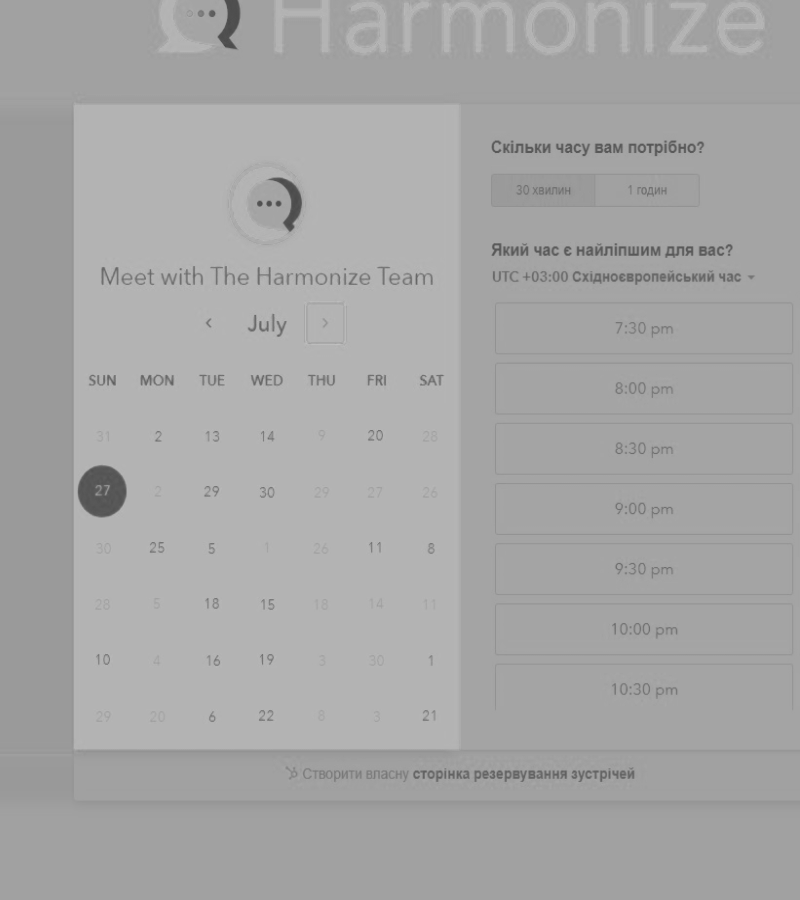 Harmonize
Meet with The Harmonize Team
July
SUN MON TUE WED THU FRI SAT
31 2 13 14 9 20 28
27 2 29 30 29 27 26
30 25 5 1 26 11 8
28 5 18 15 18 14 11
10 4 16 19 3 30 1
29 20 6 22 8 3 21
Скільки часу вам потрібно?
30 хвилин 1 годин
Який час є найліпшим для вас?
UTC +03:00 Східноєвропейський час
7:30 pm
8:00 pm
8:30 pm
9:00 pm
9:30 pm
10:00 pm
10:30 pm
Створити власну сторінка резервування зустрічей